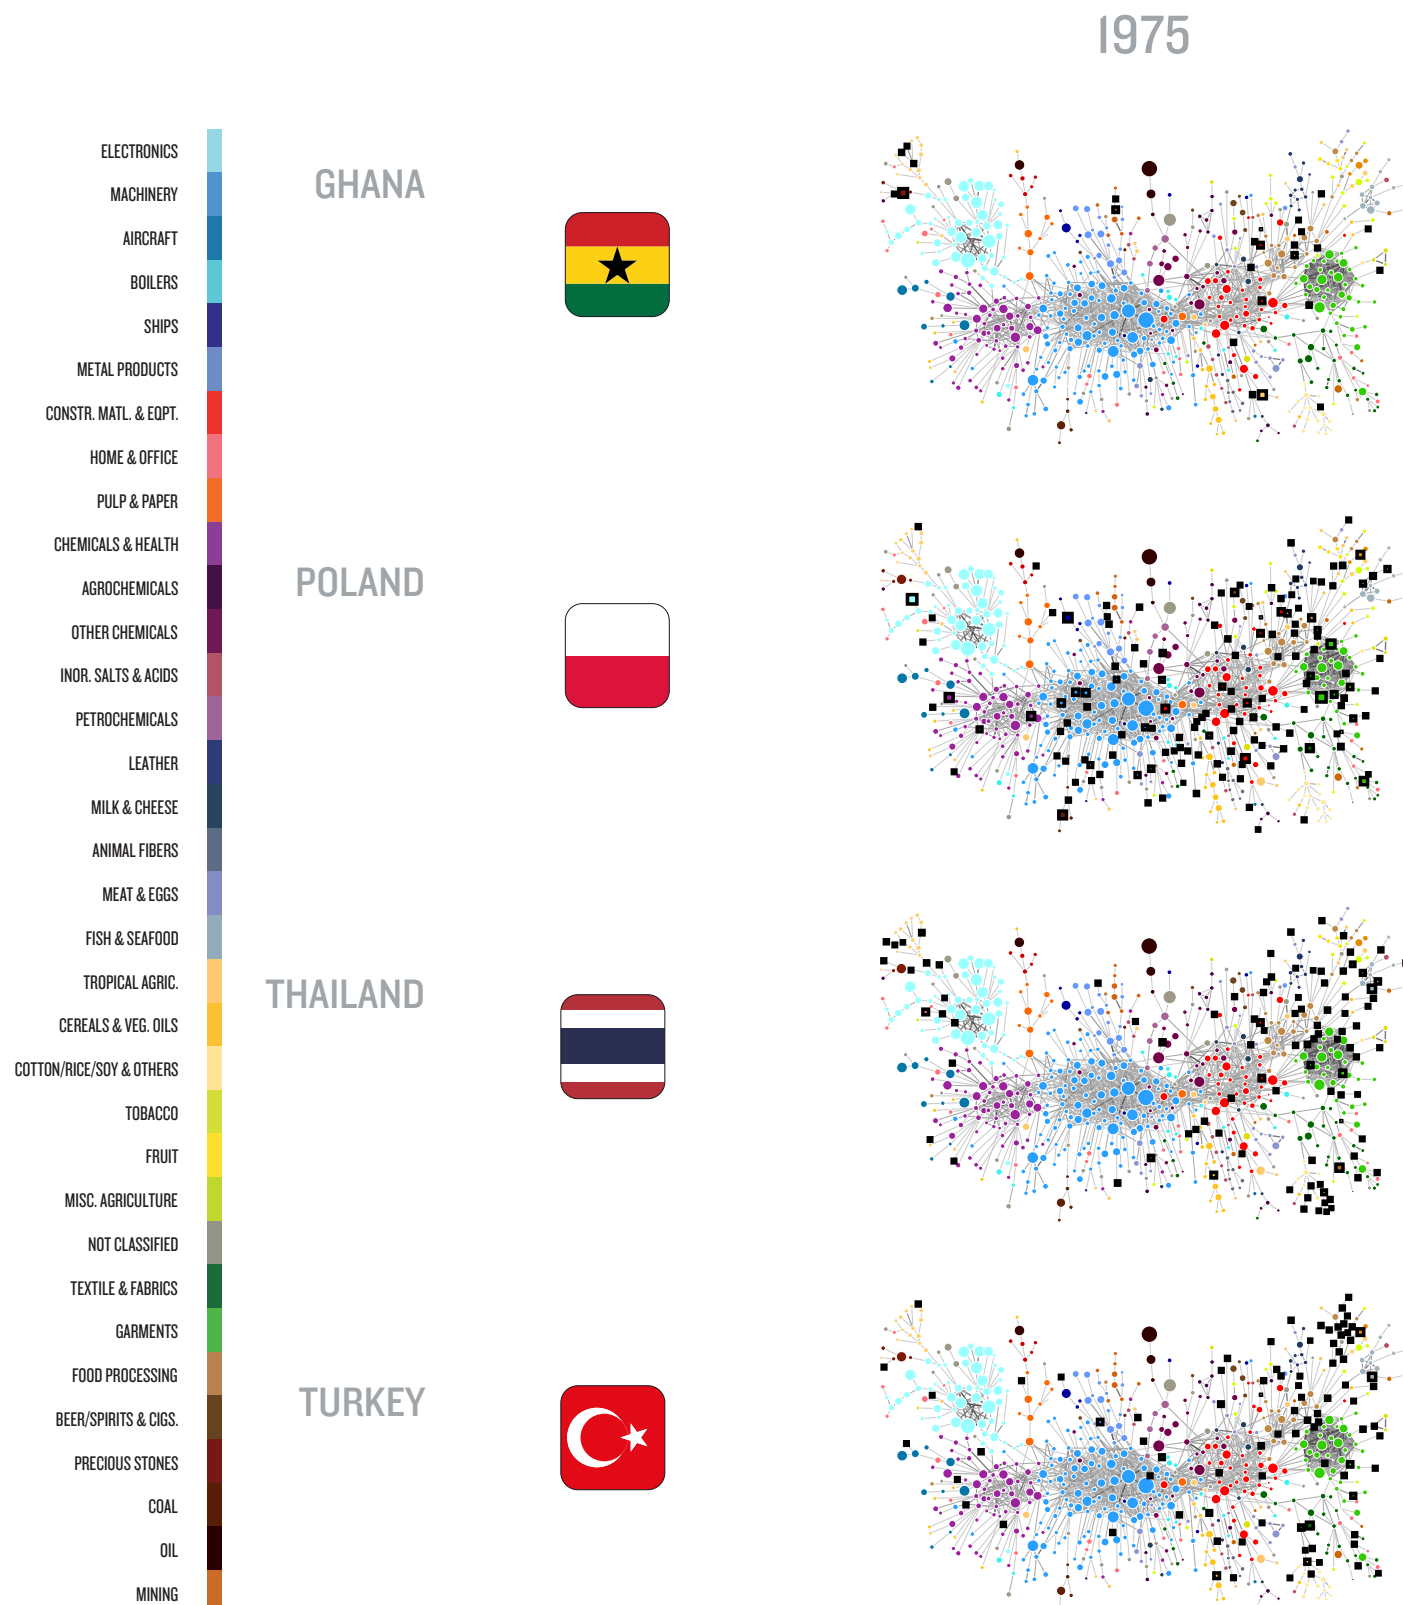 1975
ELECTRONICS
MACHINERY
AIRCRAFT
BOILERS
SHIPS
METAL PRODUCTS
CONSTR. MATL. & EQPT.
HOME & OFFICE
PULP & PAPER
CHEMICALS & HEALTH
AGROCHEMICALS
OTHER CHEMICALS
INOR. SALTS & ACIDS
PETROCHEMICALS
LEATHER
MILK & CHEESE
ANIMAL FIBERS
MEAT & EGGS
FISH & SEAFOOD
TROPICAL AGRIC.
CEREALS & VEG. OILS
COTTON/RICE/SOY & OTHERS
TOBACCO
FRUIT
MISC. AGRICULTURE
NOT CLASSIFIED
TEXTILE & FABRICS
GARMENTS
FOOD PROCESSING
BEER/SPIRITS & CIGS.
PRECIOUS STONES
COAL
OIL
MINING
GHANA
POLAND
THAILAND
TURKEY